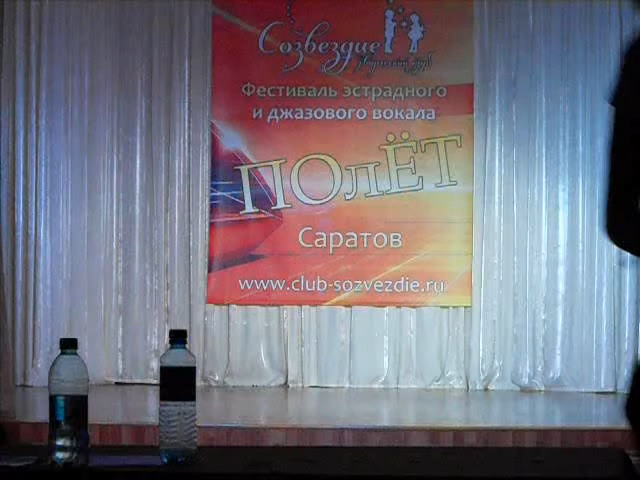 Созвездие
Фестиваль эстрадного
и джазового вокала
ПОлЁТ
Саратов
www.club-sozvezdie.ru